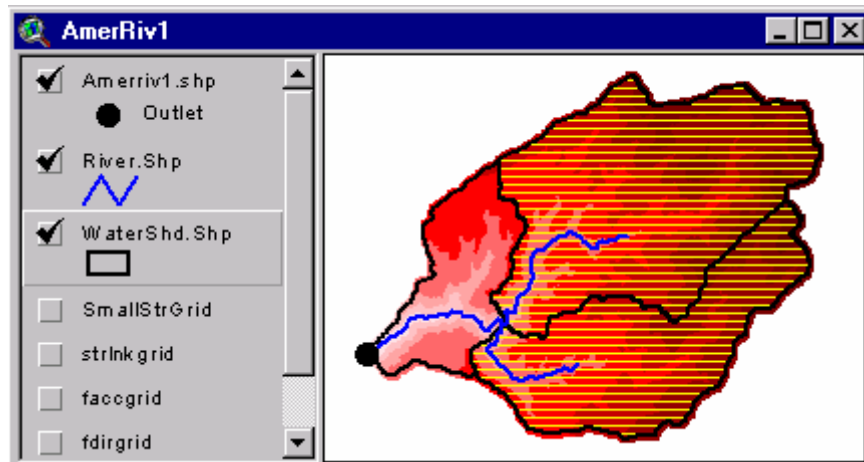 AmerRiv1
Amerriv1.shp
Outlet
River.Shp
WaterShd.Shp
SmallStrGrid
strlnkgrid
faccgrid
fdirgrid